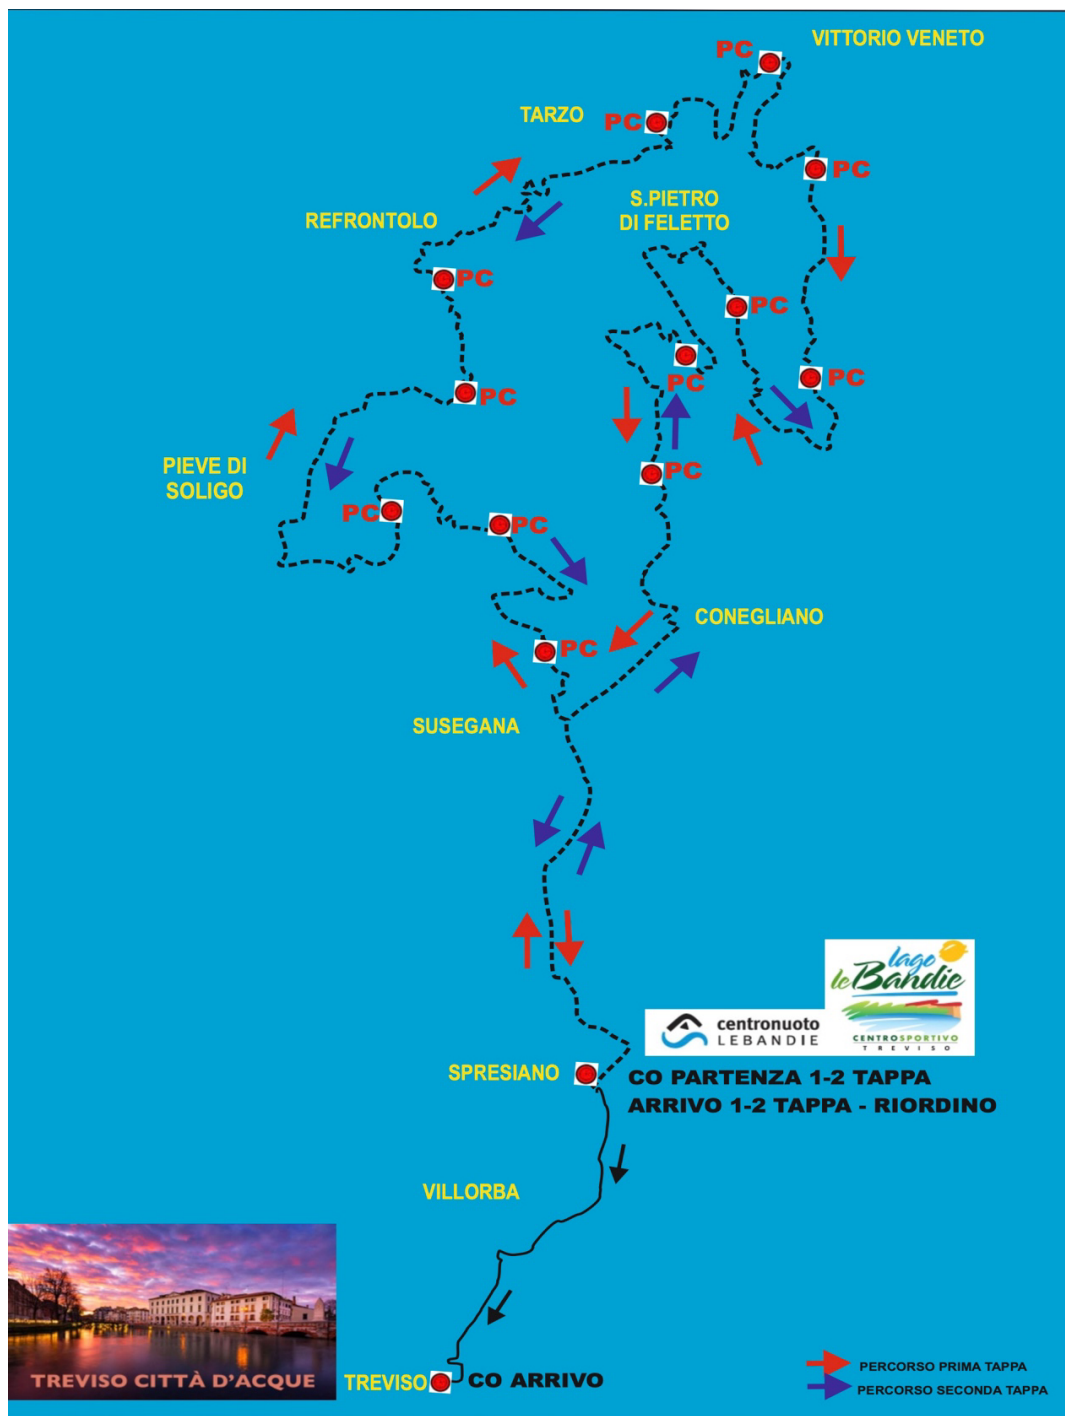 VITTORIO VENETO
PC
TARZO
PC
PC
S.PIETRO
DI FELETTO
REFRONTOLO
PC
PC
PC
PC
PC
PIEVE DI
SOLIGO
PC
PC
PC
CONEGLIANO
PC
SUSEGANA
lago
le Bandie
CENTROSPORTIVO
TREVISO
centronuoto
LEBANDIE
SPRESIANO
CO PARTENZA 1-2 TAPPA
ARRIVO 1-2 TAPPA - RIORDINO
VILLORBA
TREVISO CITTÀ D'ACQUE
TREVISO
CO ARRIVO
PERCORSO PRIMA TAPPA
PERCORSO SECONDA TAPPA